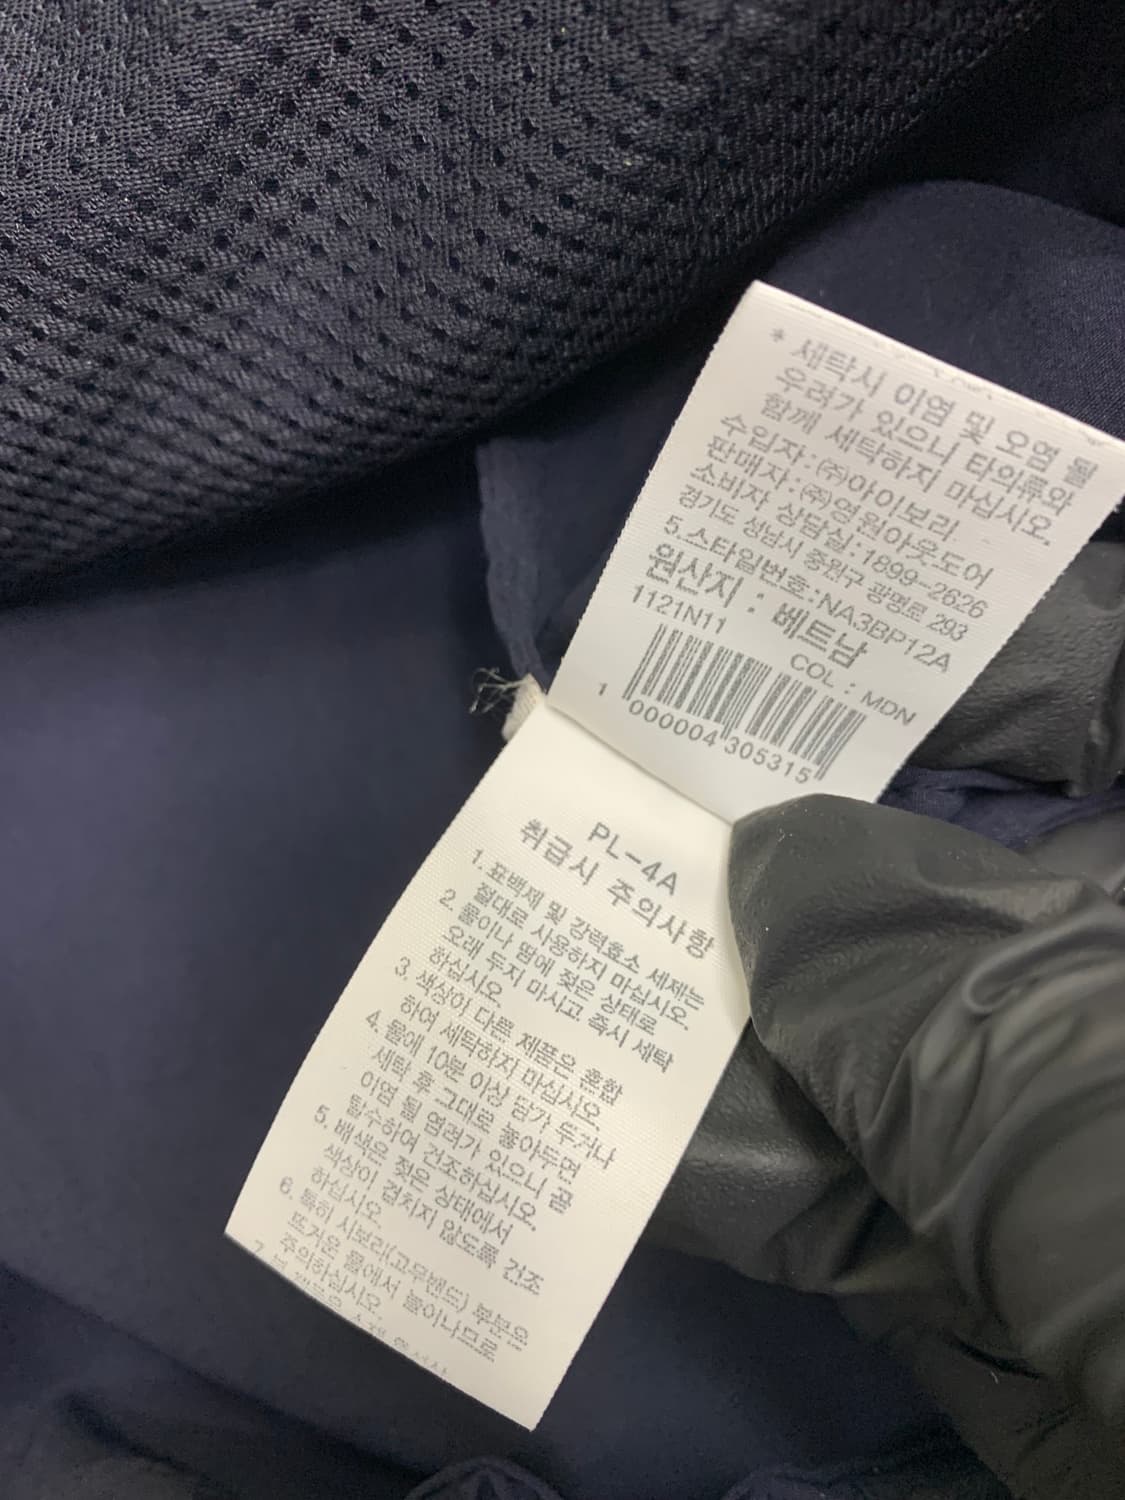 * 세탁시 이염 및 오염 될
우려가 있으니 타의류와
함께 세탁하지 마십시오.
수입자:㈜아이보리
판매자:㈜영원아웃도어
소비자 상담실:1899-2626
경기도 성남시 중원구 광명로 293
5.스타일번호:NA3BP12A
원산지 : 베트남
1121N11
COL : MDN
1
000004 305315
PL-4A
취급시 주의사항
1. 표백제 및 강력효소 세제는
절대로 사용하지 마십시오.
2. 물이나 땀에 젖은 상태로
오래 두지 마시고 즉시 세탁
하십시오.
3. 색상이 다른 제품은 혼합
하여 세탁하지 마십시오.
4. 물에 10분 이상 담가 두거나
세탁 후 그대로 놓아두면
이염 될 염려가 있으니 곧
탈수하여 건조하십시오.
5. 배색은 젖은 상태에서
색상이 겹치지 않도록 건조
하십시오.
6. 특히 시보리(고무밴드) 부분은
뜨거운 물에서 늘어나므로
주의하십시오.
7.